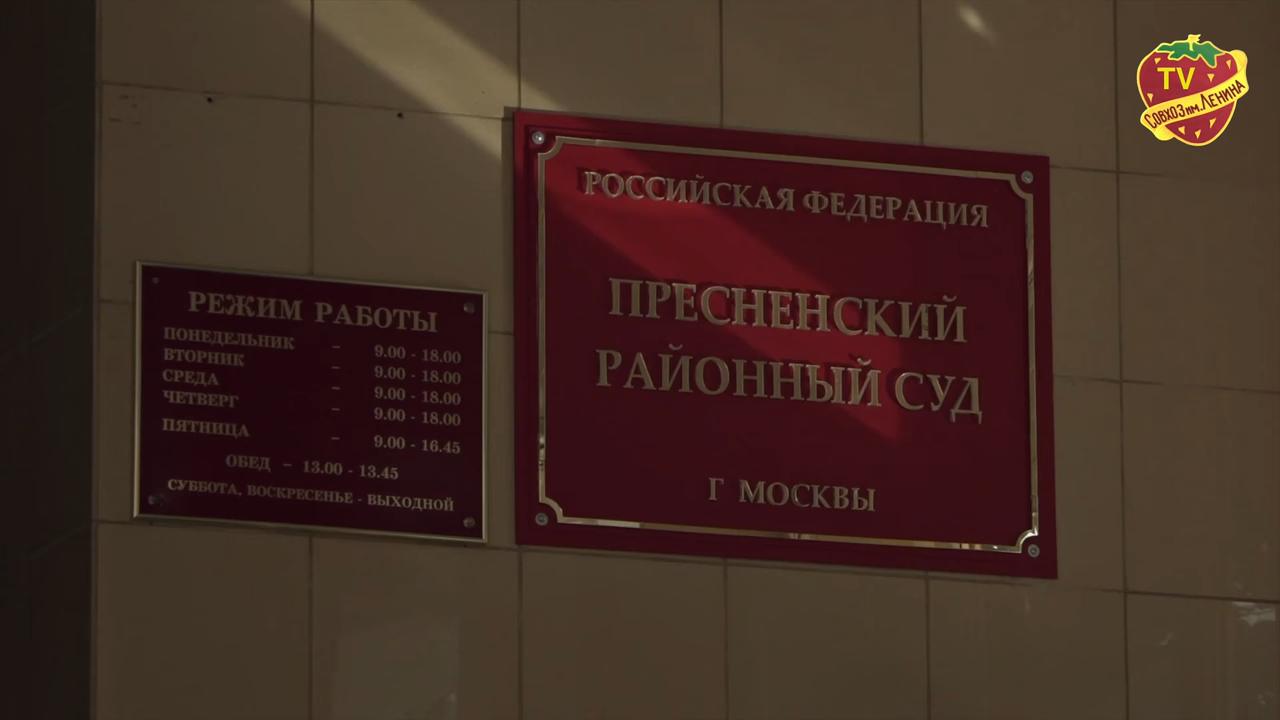 TV
СОВХОЗ ИМ. ЛЕНИНА
РОССИЙСКАЯ ФЕДЕРАЦИЯ
ПРЕСНЕНСКИЙ
РАЙОННЫЙ СУД
Г МОСКВЫ
РЕЖИМ РАБОТЫ
ПОНЕДЕЛЬНИК – 9.00 - 18.00
ВТОРНИК – 9.00 - 18.00
СРЕДА – 9.00 - 18.00
ЧЕТВЕРГ – 9.00 - 18.00
ПЯТНИЦА – 9.00 - 16.45
ОБЕД – 13.00 - 13.45
СУББОТА, ВОСКРЕСЕНЬЕ - ВЫХОДНОЙ